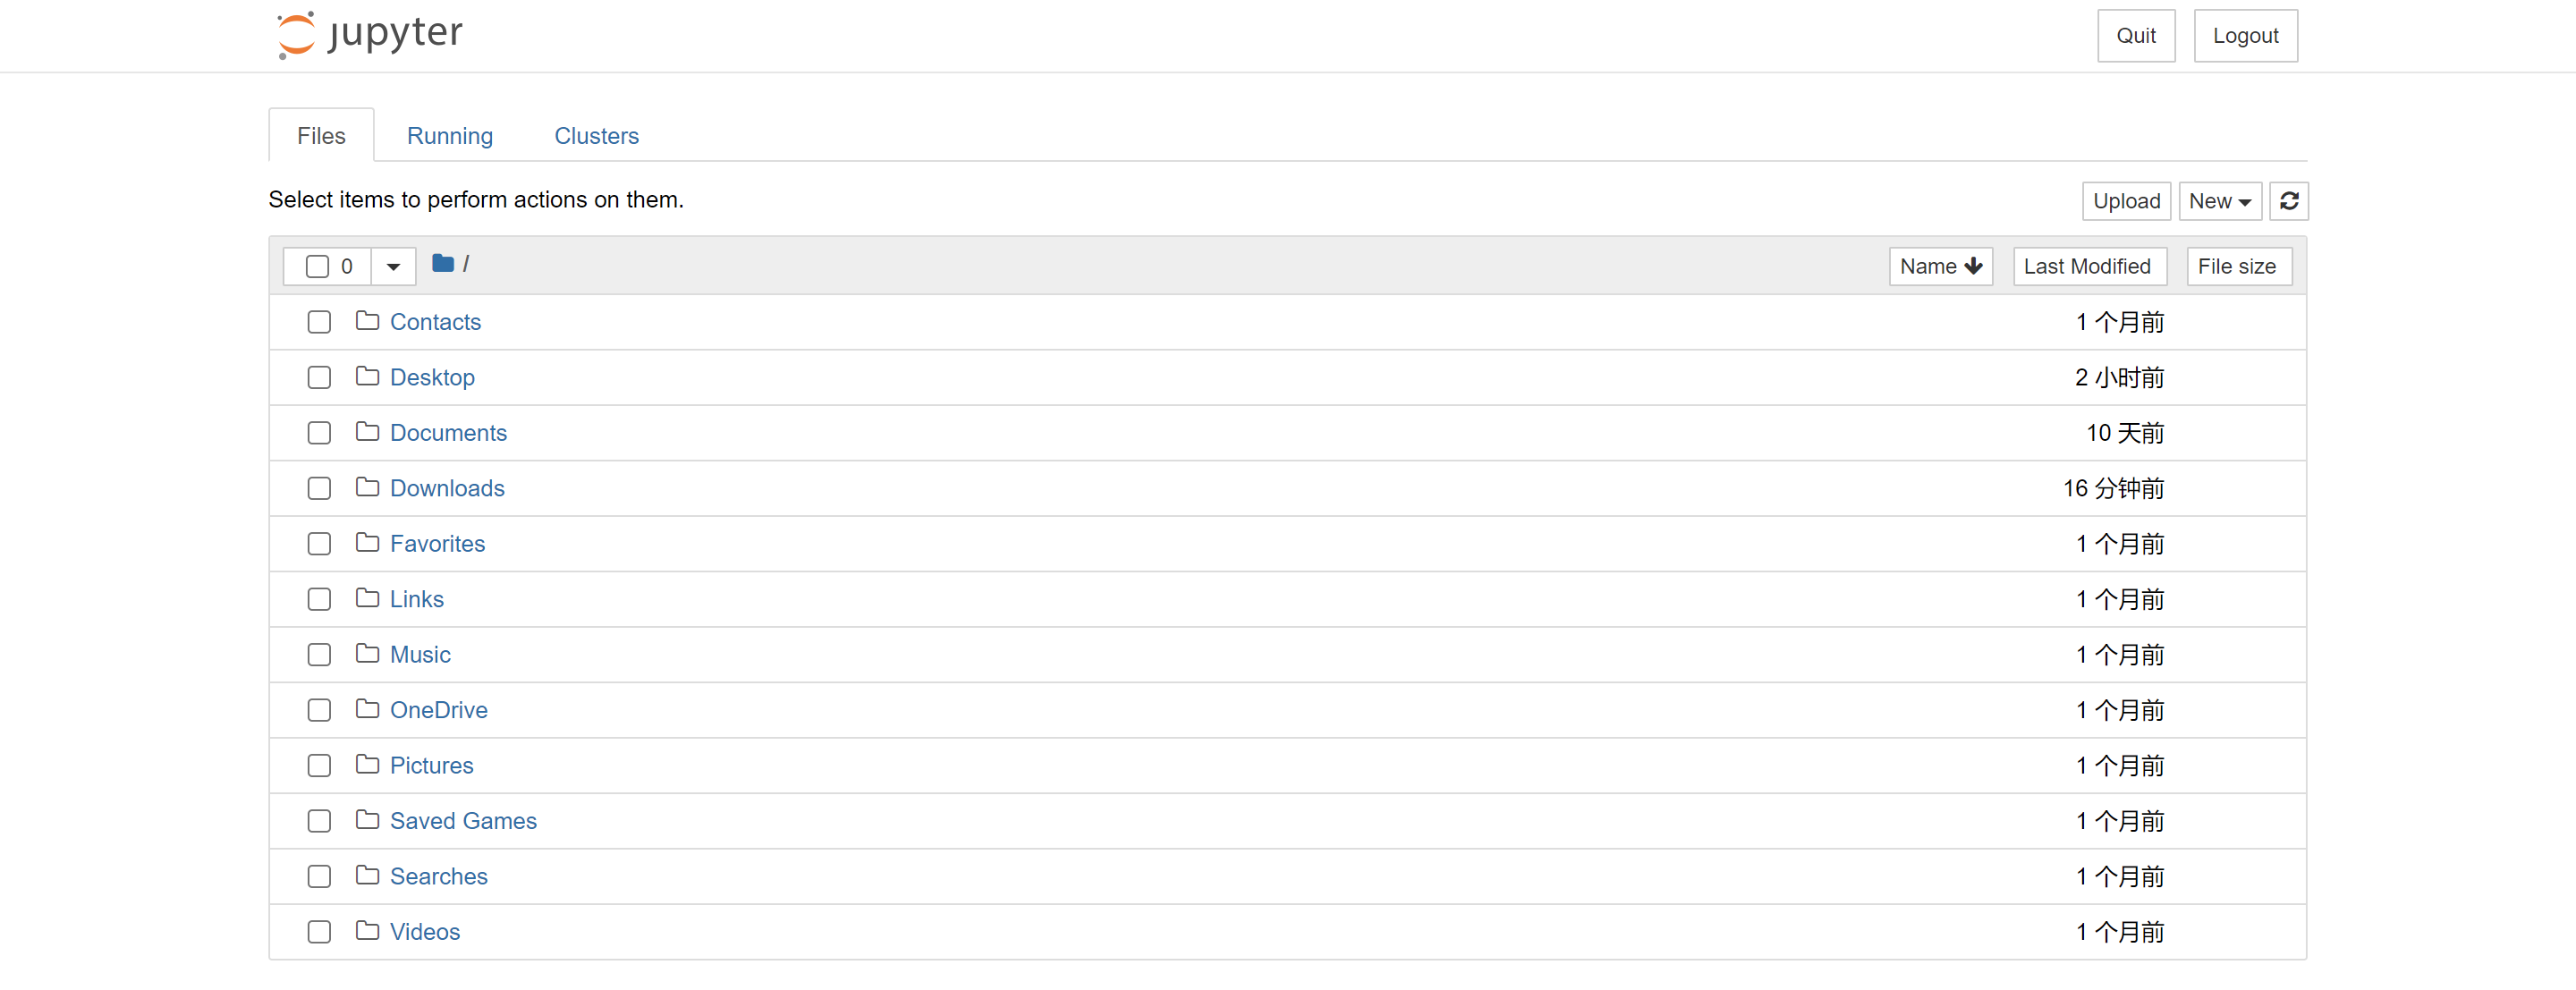 jupyter
Quit
Logout
Files
Running
Clusters
Select items to perform actions on them.
Upload
New
0
/
Name
Last Modified
File size
Contacts
1 个月前
Desktop
2 小时前
Documents
10 天前
Downloads
16 分钟前
Favorites
1 个月前
Links
1 个月前
Music
1 个月前
OneDrive
1 个月前
Pictures
1 个月前
Saved Games
1 个月前
Searches
1 个月前
Videos
1 个月前